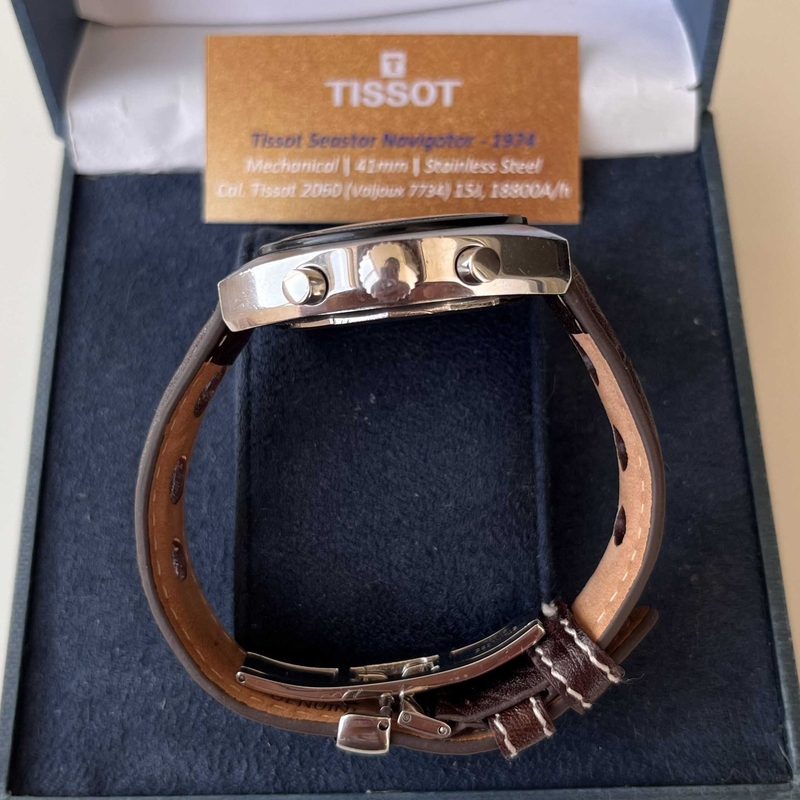 T
TISSOT
Tissot Seastar Navigator - 1974
Mechanical | 41mm | Stainless Steel
Cal. Tissot 2060 (Valjoux 7734) 15J, 18800A/h